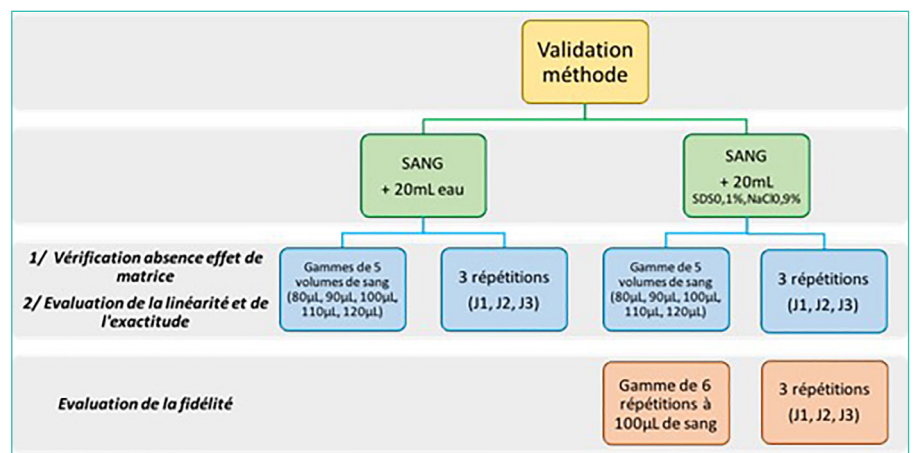 Validation
méthode
SANG
+ 20mL eau
SANG
+ 20mL
SDS0,1%,NaCl0,9%
1/ Vérification absence effet de
matrice
2/ Evaluation de la linéarité et de
l'exactitude
Gammes de 5
volumes de sang
(80µL, 90µL, 100µL,
110µL, 120µL)
3 répétitions
(J1, J2, J3)
Gamme de 5
volumes de sang
(80µL, 90µL, 100µL,
110µL, 120µL)
3 répétitions
(J1, J2, J3)
Evaluation de la fidélité
Gamme de 6
répétitions à
100µL de sang
3 répétitions
(J1, J2, J3)